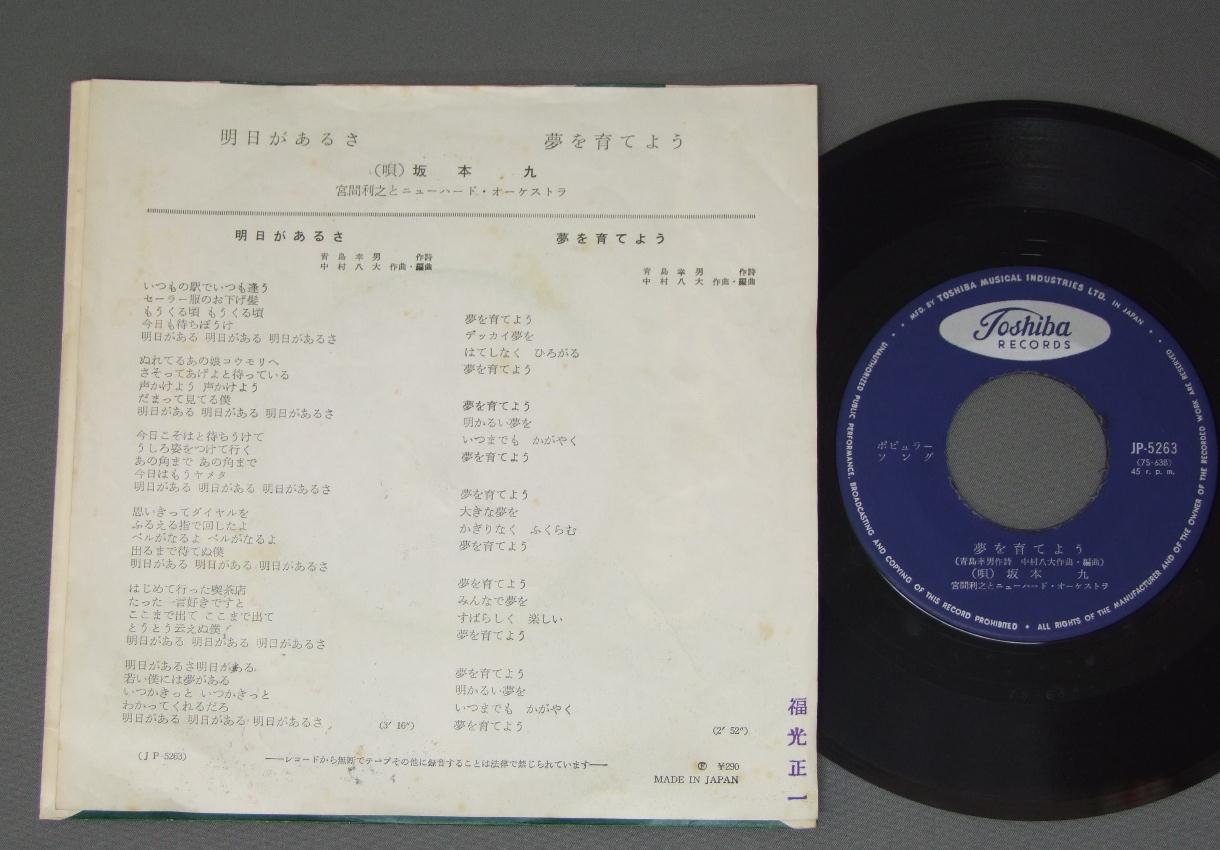 明日があるさ
夢を育てよう
(唄) 坂本 九
宮間利之とニューハード・オーケストラ
明日があるさ
青島幸男 作詩
中村八大 作曲・編曲
いつもの駅でいつも逢う
セーラー服のお下げ髪
もうくる頃 もうくる頃
今日も待ちぼうけ
明日がある 明日がある 明日があるさ
ぬれてるあの娘コウモリへ
さそってあげよと待っている
声かけよう 声かけよう
だまって見てる僕
明日がある 明日がある 明日があるさ
今日こそはと待ちうけて
うしろ姿をつけて行く
あの角まで あの角まで
今日はもうヤメタ
明日がある 明日がある 明日があるさ
思いきってダイヤルを
ふるえる指で回したよ
ベルがなるよ ベルがなるよ
出るまで待てぬ僕
明日がある 明日がある 明日があるさ
はじめて行った喫茶店
たった一言好きですと
ここまで出て ここまで出て
とうとう云えぬ僕
明日がある 明日がある 明日があるさ
明日があるさ明日がある
若い僕には夢がある
いつかきっと いつかきっと
わかってくれるだろ
明日がある 明日がある 明日があるさ
(3′ 16″)
夢を育てよう
青島幸男 作詩
中村八大 作曲・編曲
夢を育てよう
デッカイ夢を
はてしなく ひろがる
夢を育てよう
夢を育てよう
明かるい夢を
いつまでも かがやく
夢を育てよう
夢を育てよう
大きな夢を
かぎりなく ふくらむ
夢を育てよう
夢を育てよう
みんなで夢を
すばらしく 楽しい
夢を育てよう
夢を育てよう
明かるい夢を
いつまでも かがやく
夢を育てよう
(2′ 52″)
(JP-5263)
──レコードから無断でテープその他に録音することは法律で禁じられています──
Ⓟ ¥290
MADE IN JAPAN
福光正一
• MFD. BY TOSHIBA MUSICAL INDUSTRIES LTD. IN JAPAN •
Toshiba
RECORDS
ポピュラー
ソング
JP-5263
(7S-638)
45 r.p.m.
夢を育てよう
(青島幸男作詩 中村八大作曲・編曲)
(唄) 坂本 九
宮間利之とニューハード・オーケストラ
UNAUTHORIZED PUBLIC PERFORMANCE, BROADCASTING AND COPYING OF THIS RECORD PROHIBITED • ALL RIGHTS OF THE MANUFACTURER AND OF THE OWNER OF THE RECORDED WORK ARE RESERVED